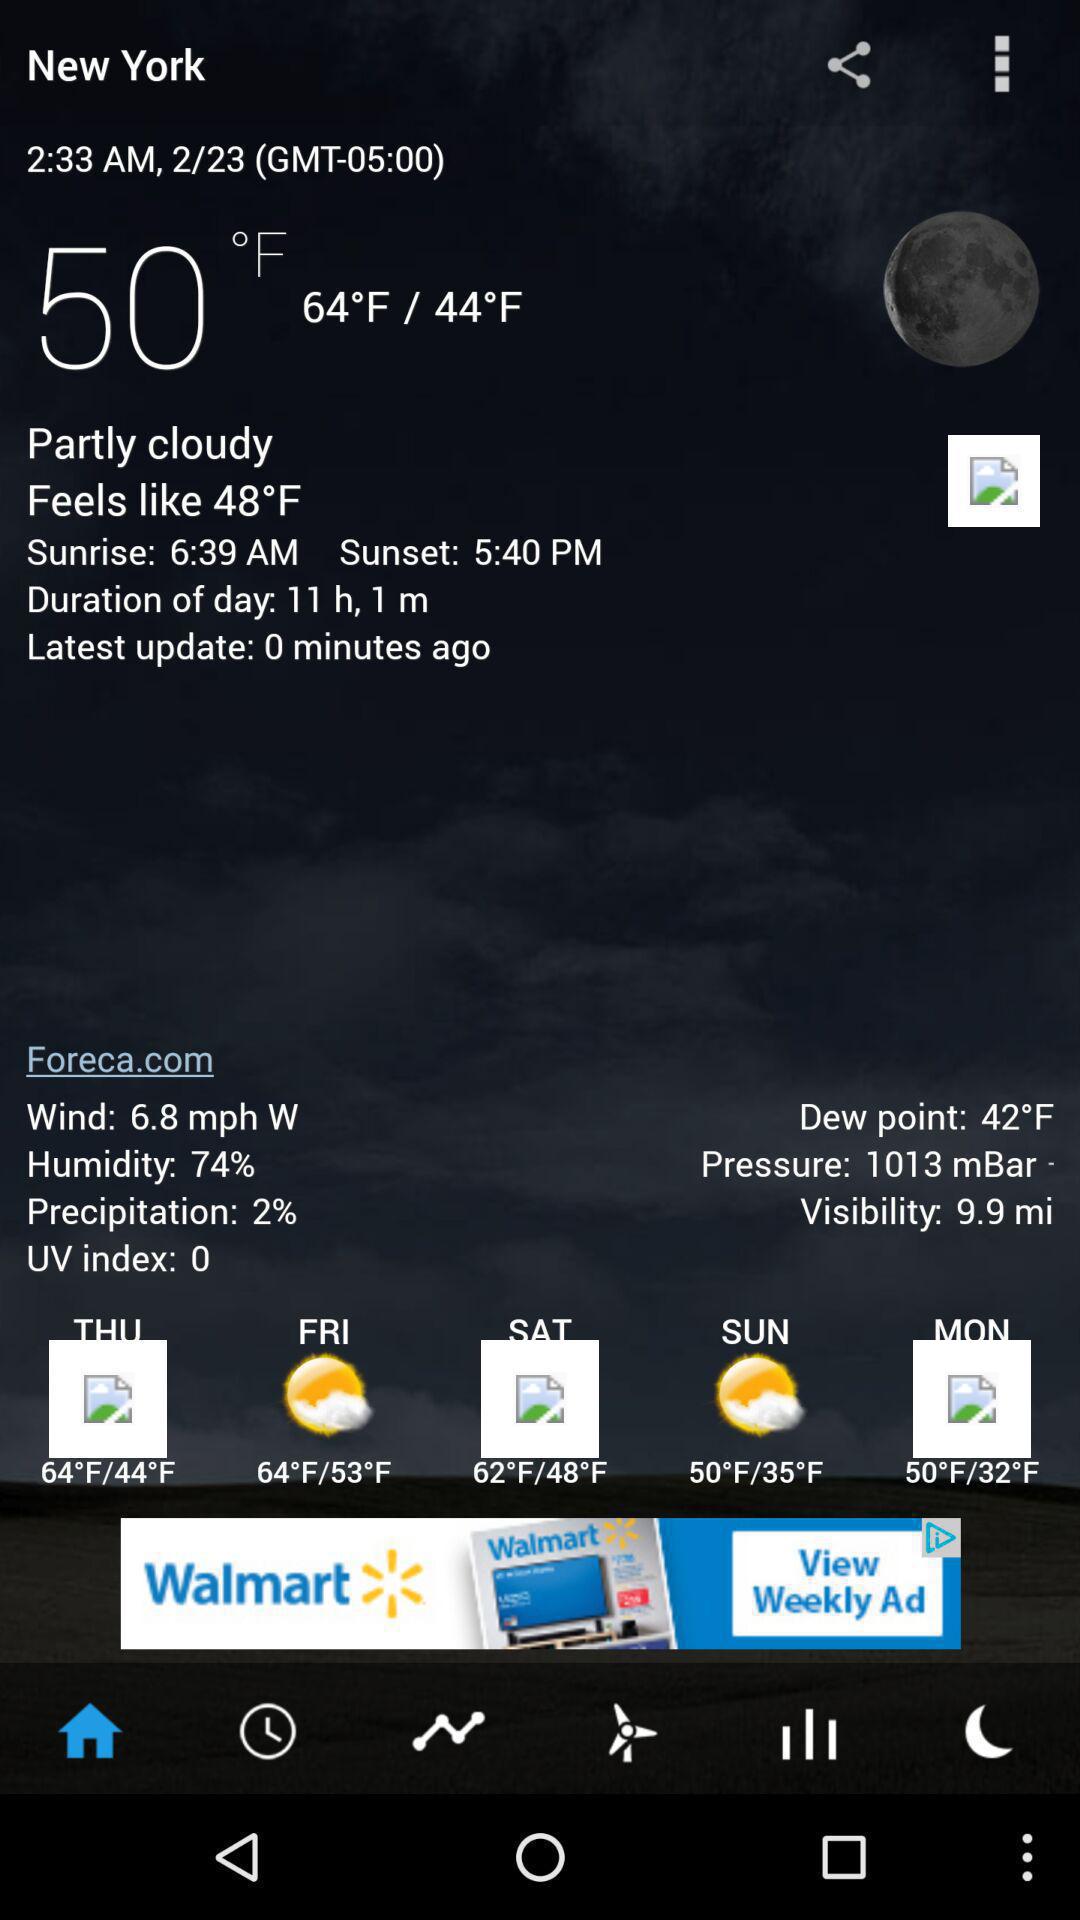 New York
2:33 AM, 2/23 (GMT-05:00)
50 °F 64°F / 44°F
Partly cloudy
Feels like 48°F
Sunrise: 6:39 AM Sunset: 5:40 PM
Duration of day: 11 h, 1 m
Latest update: 0 minutes ago
Foreca.com
Wind: 6.8 mph W Dew point: 42°F
Humidity: 74% Pressure: 1013 mBar -
Precipitation: 2% Visibility: 9.9 mi
UV index: 0
THU FRI SAT SUN MON
64°F/44°F 64°F/53°F 62°F/48°F 50°F/35°F 50°F/32°F
Walmart
Walmart
View
Weekly Ad